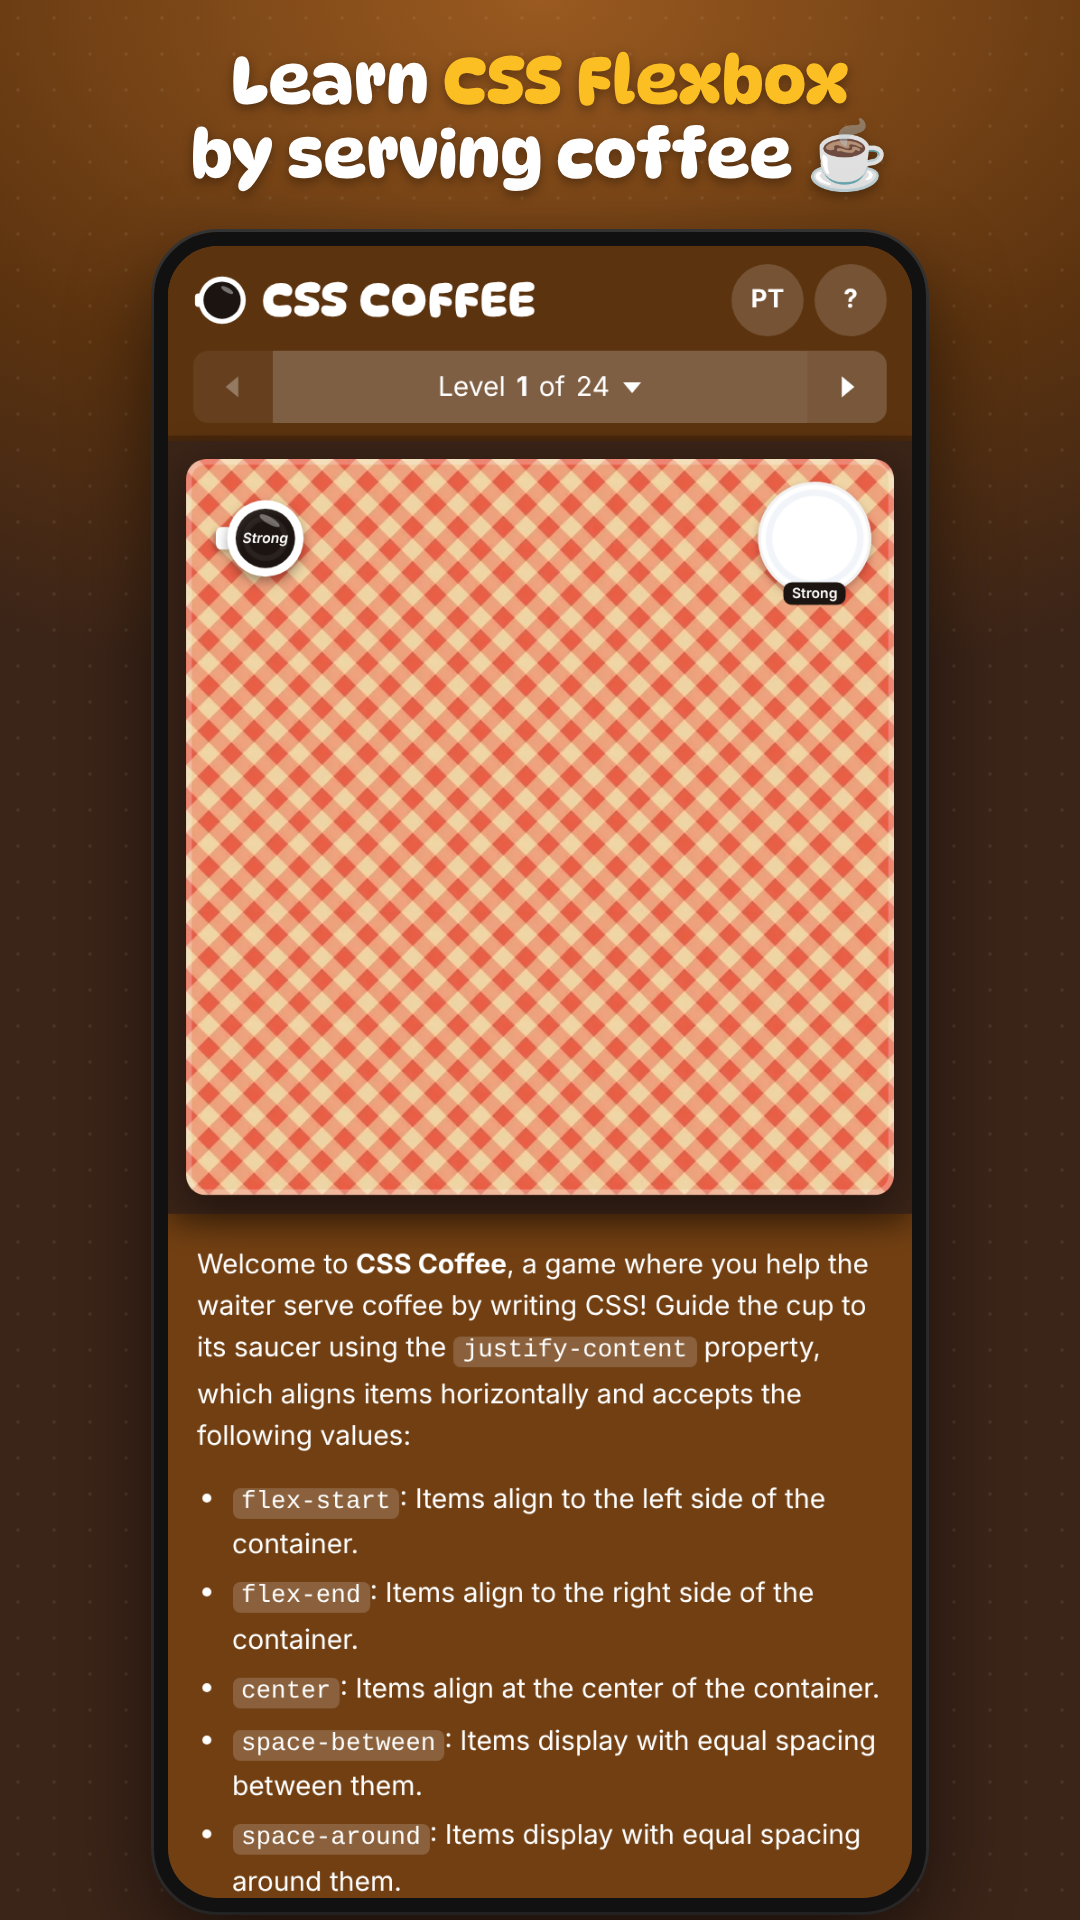 Learn CSS Flexbox
by serving coffee
CSS COFFEE
PT
?
Level 1 of 24
Strong
Strong
Welcome to CSS Coffee, a game where you help the
waiter serve coffee by writing CSS! Guide the cup to
its saucer using the justify-content property,
which aligns items horizontally and accepts the
following values:
• flex-start: Items align to the left side of the
container.
• flex-end: Items align to the right side of the
container.
• center: Items align at the center of the container.
• space-between: Items display with equal spacing
between them.
• space-around: Items display with equal spacing
around them.